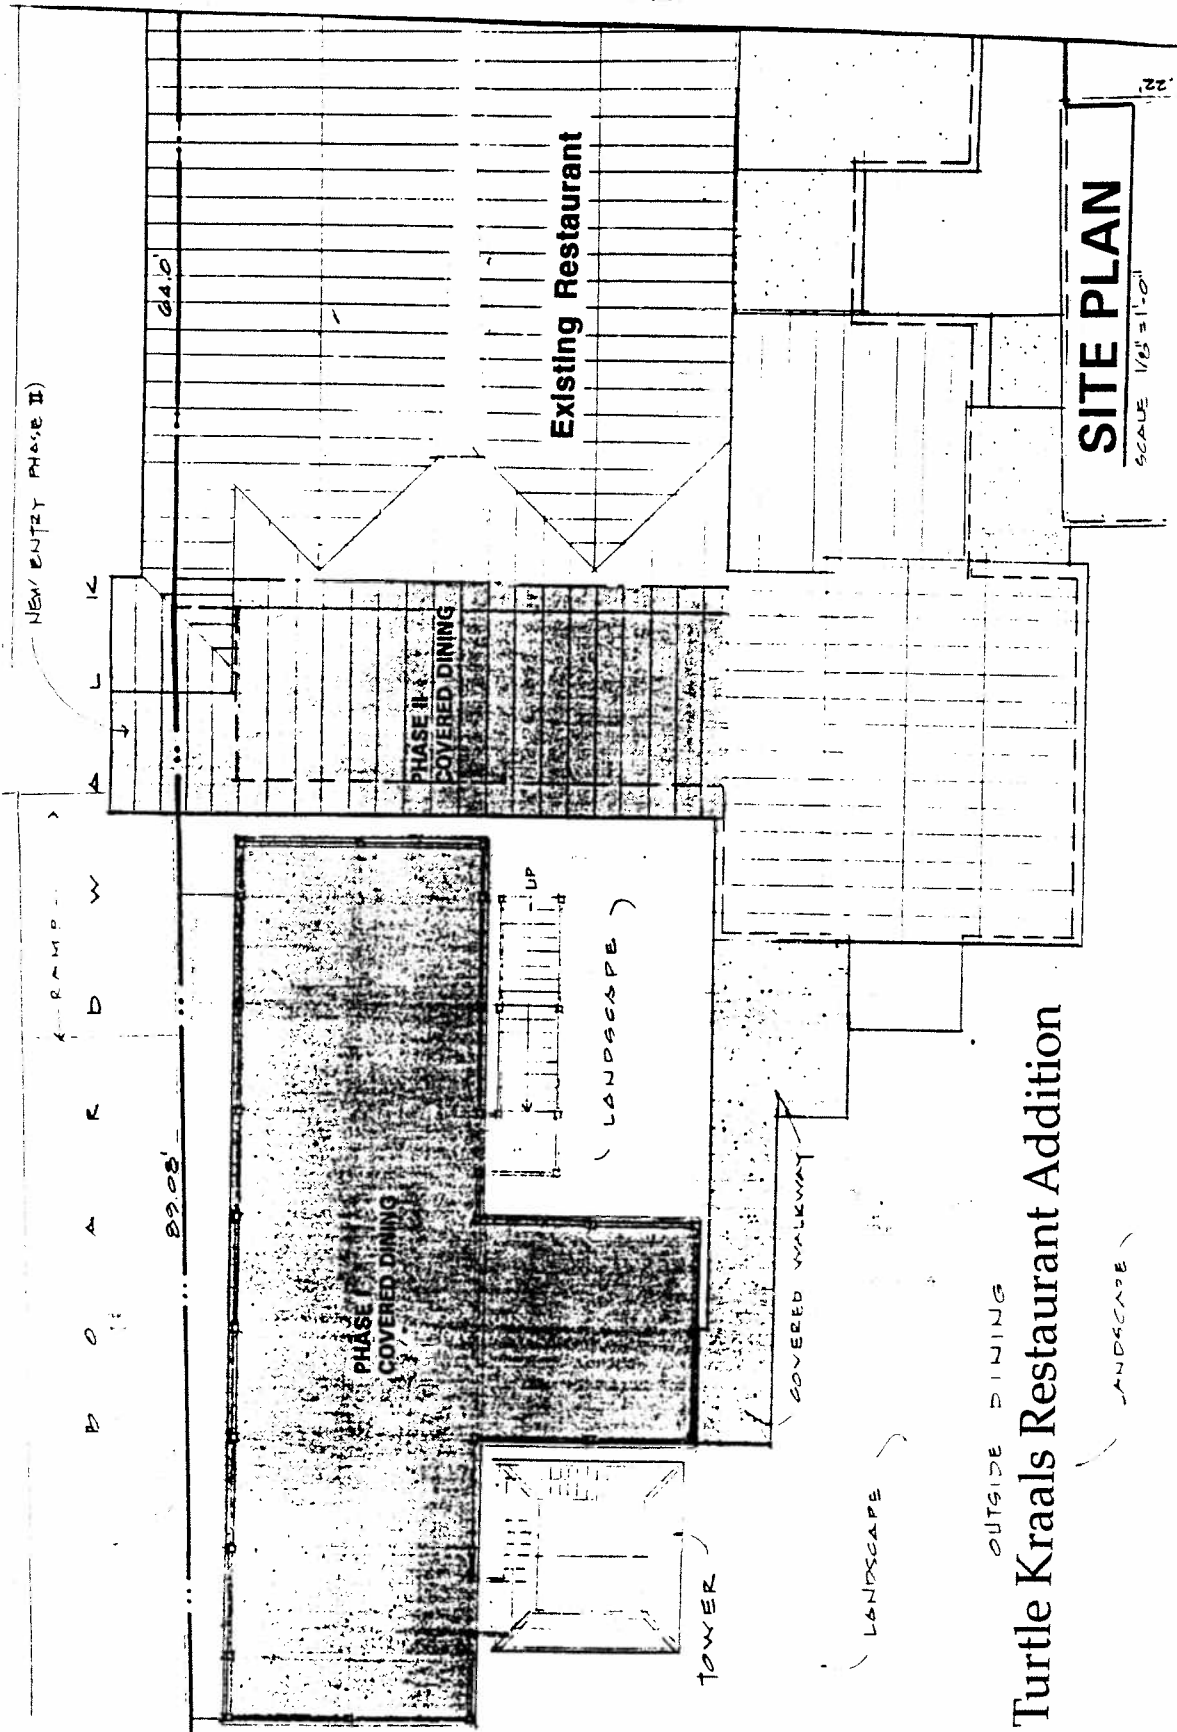 NEW ENTRY PHASE II)
← RAMP →
BOARDWALK
89.08'
64.0'
PHASE I
COVERED DINING
PHASE II
COVERED DINING
Existing Restaurant
UP
LANDSCAPE
TOWER
COVERED WALKWAY
LANDSCAPE
OUTSIDE DINING
LANDSCAPE
Turtle Kraals Restaurant Addition
SITE PLAN
SCALE 1/8" = 1'-0"
22'